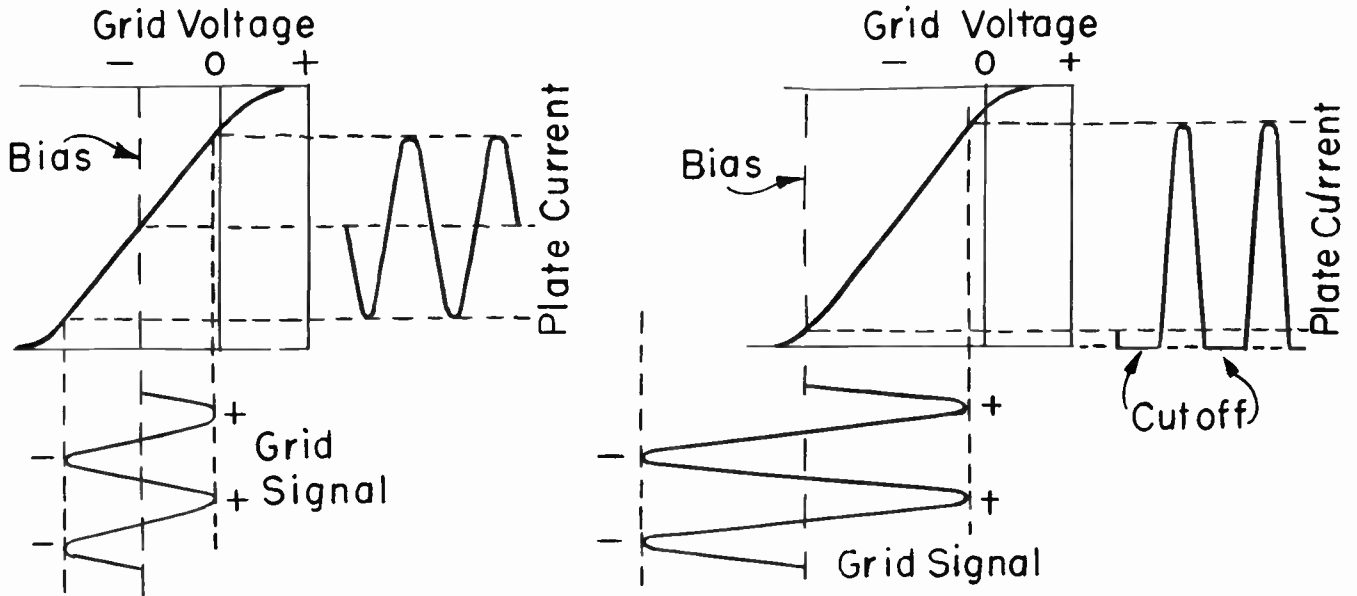 Grid Voltage
− 0 +
Bias
Plate Current
+
−
Grid
Signal
+
−
Grid Voltage
− 0 +
Bias
Plate Current
Cutoff
+
−
+
−
Grid Signal